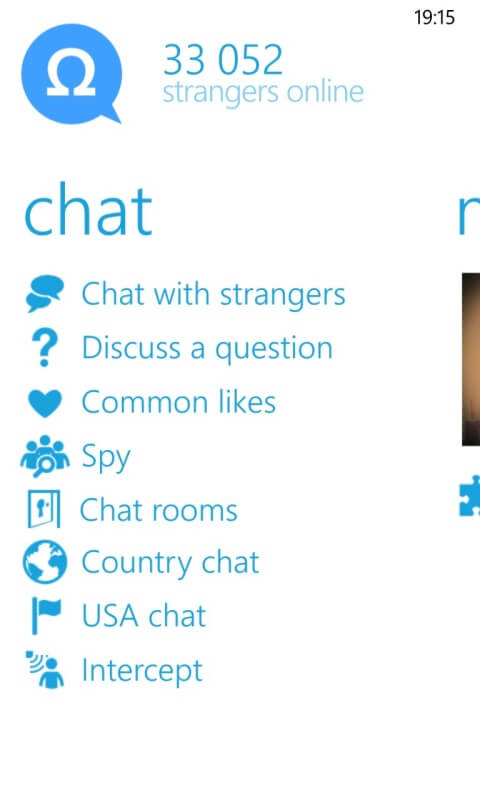 19:15
Ω
33 052
strangers online
chat
Chat with strangers
Discuss a question
Common likes
Spy
Chat rooms
Country chat
USA chat
Intercept